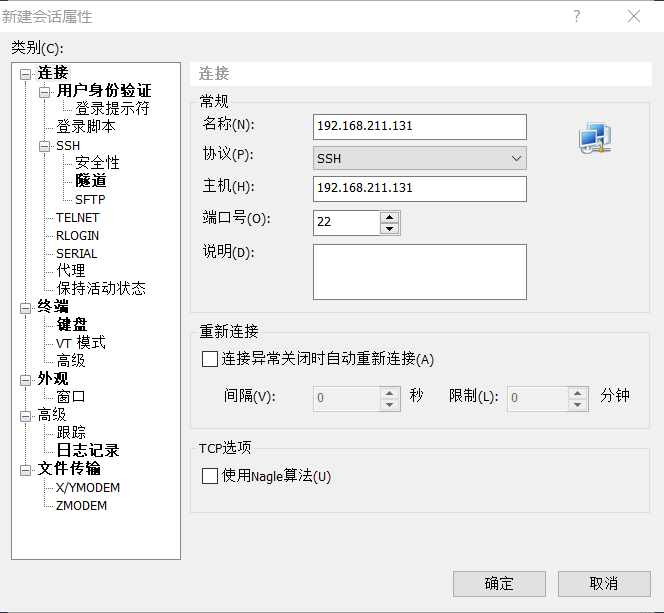 新建会话属性
类别(C):
连接
用户身份验证
登录提示符
登录脚本
SSH
安全性
隧道
SFTP
TELNET
RLOGIN
SERIAL
代理
保持活动状态
终端
键盘
VT 模式
高级
外观
窗口
高级
跟踪
日志记录
文件传输
X/YMODEM
ZMODEM
连接
常规
名称(N): 192.168.211.131
协议(P): SSH
主机(H): 192.168.211.131
端口号(O): 22
说明(D):
重新连接
连接异常关闭时自动重新连接(A)
间隔(V): 0 秒 限制(L): 0 分钟
TCP选项
使用Nagle算法(U)
确定 取消